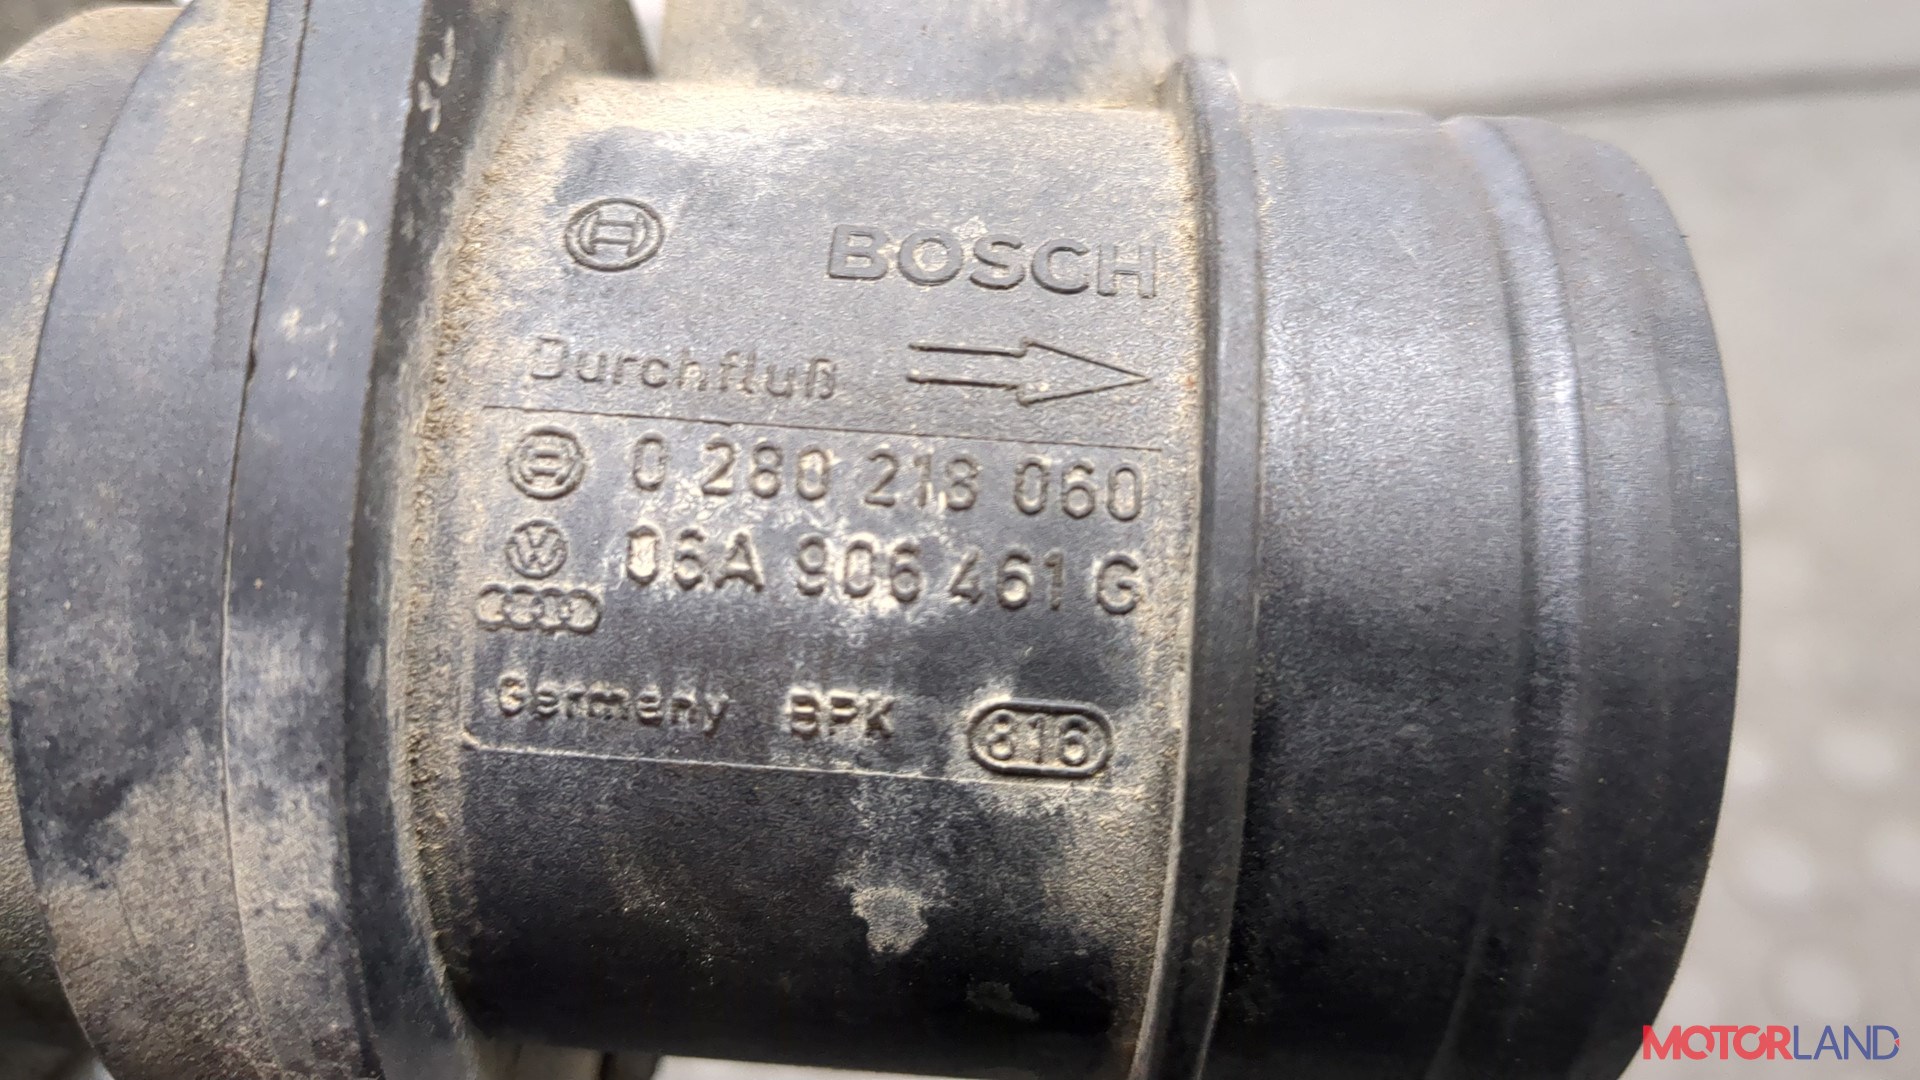 BOSCH
Durchfluß
0 280 218 060
06A 906 461 G
Germany BPK 816
MOTORLAND